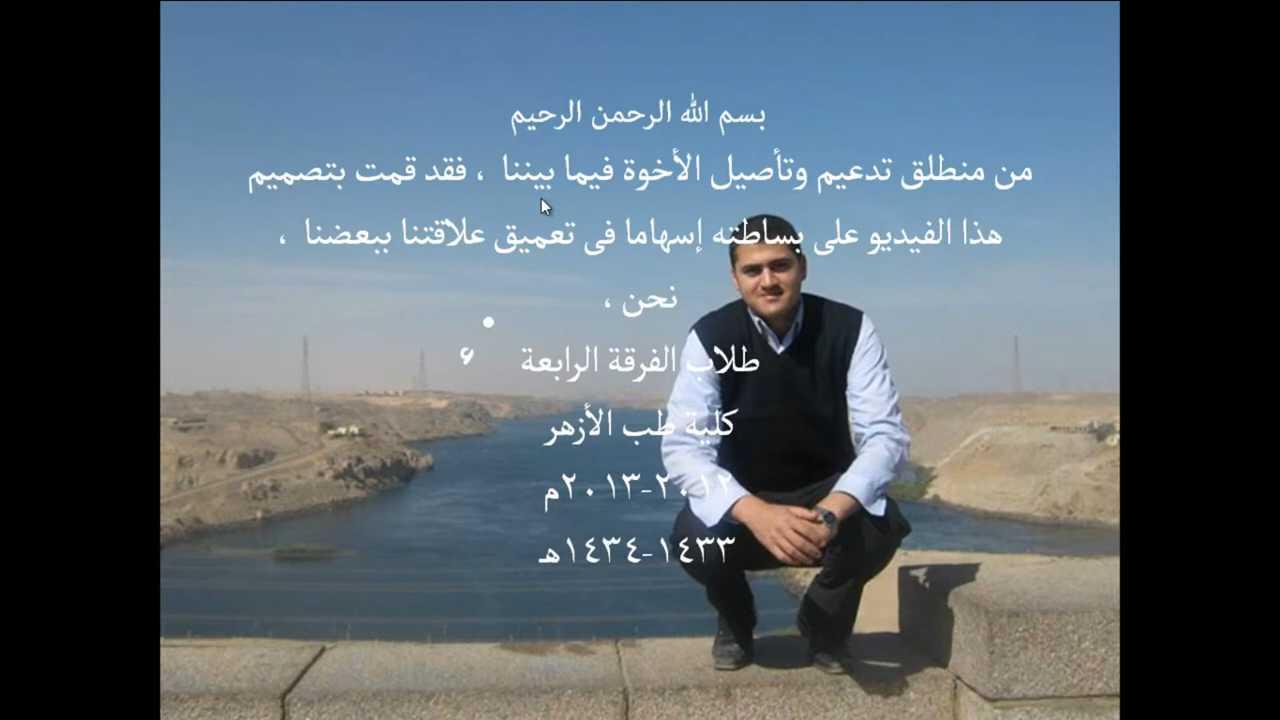 بسم الله الرحمن الرحيم
من منطلق تدعيم وتأصيل الأخوة فيما بيننا ، فقد قمت بتصميم
هذا الفيديو على بساطته إسهاما فى تعميق علاقتنا ببعضنا ،
نحن ،
طلاب الفرقة الرابعة
كلية طب الأزهر
٢٠١٢-٢٠١٣م
١٤٣٣-١٤٣٤هـ